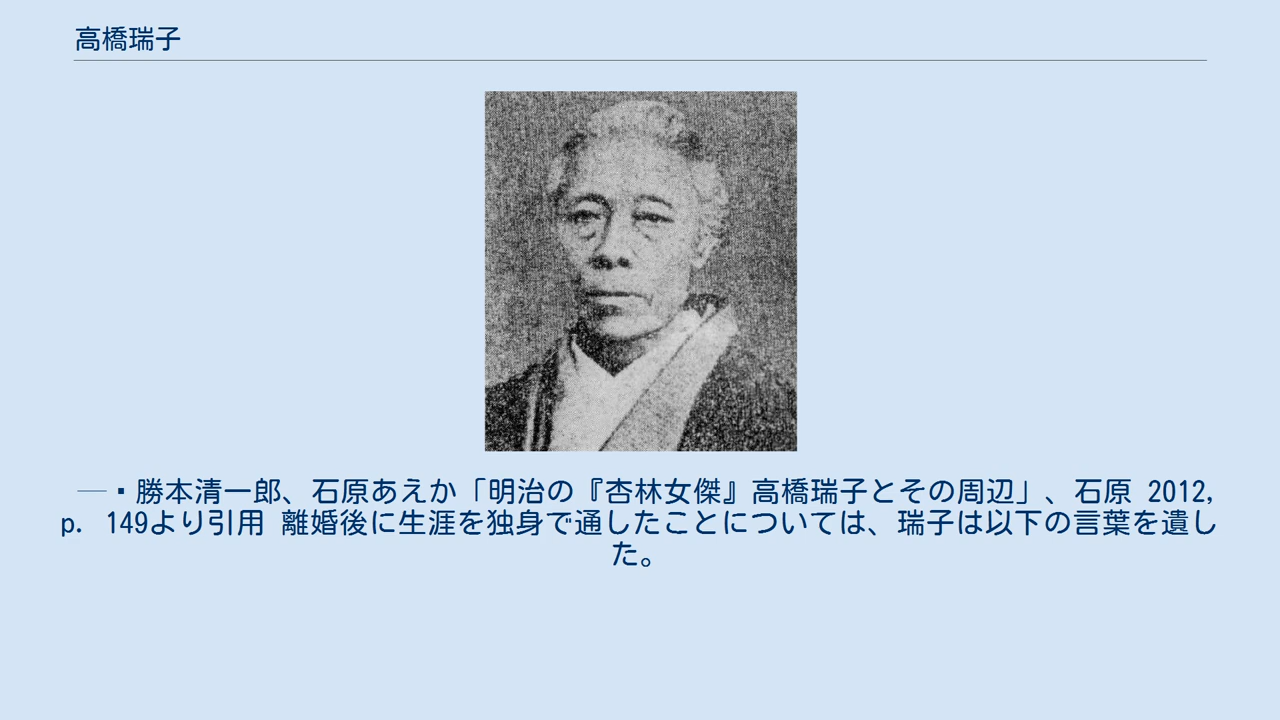 高橋瑞子
―▪勝本清一郎、石原あえか「明治の『杏林女傑』高橋瑞子とその周辺」、石原 2012,
p. 149より引用 離婚後に生涯を独身で通したことについては、瑞子は以下の言葉を遺し
た。